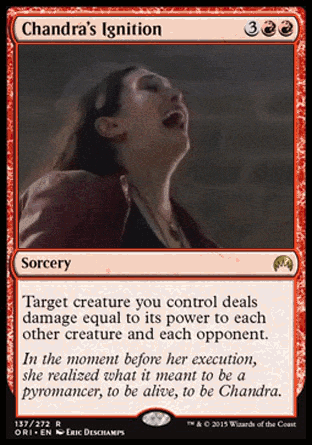 Chandra's Ignition 3
Sorcery
Target creature you control deals
damage equal to its power to each
other creature and each opponent.
In the moment before her execution,
she realized what it meant to be a
pyromancer, to be alive, to be Chandra.
137/272 R
ORI • EN Eric Deschamps
™ & © 2015 Wizards of the Coast